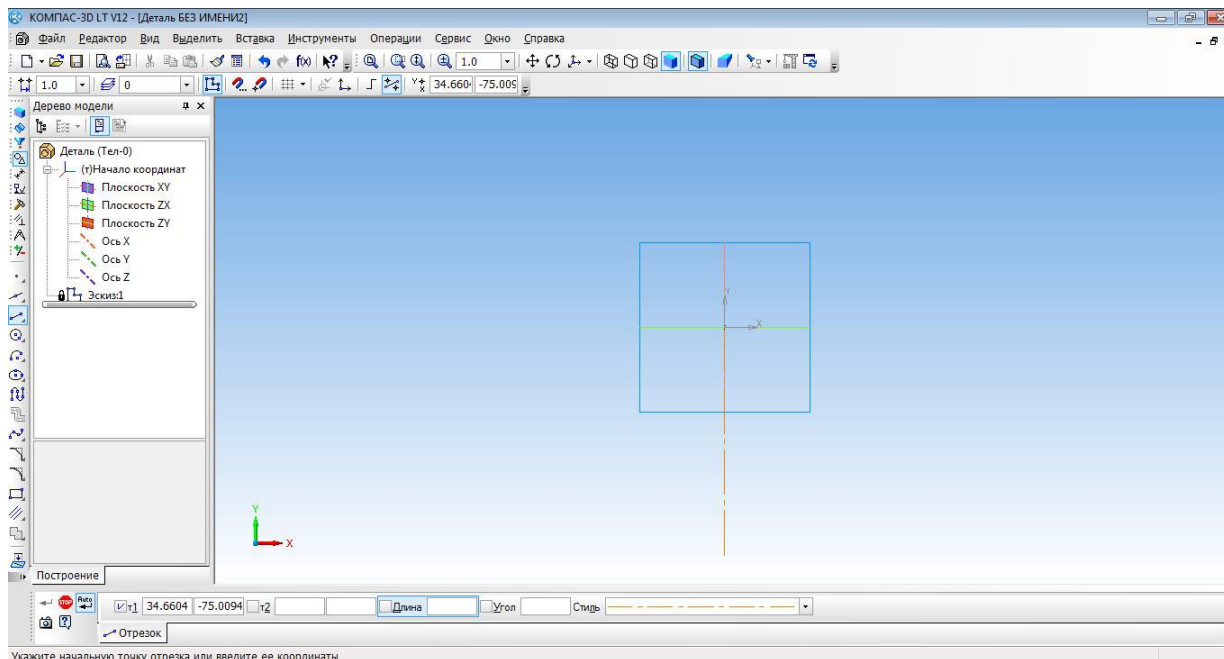 КОМПАС-3D LT V12 - [Деталь БЕЗ ИМЕНИ2]
Файл Редактор Вид Выделить Вставка Инструменты Операции Сервис Окно Справка
1.0
1.0 0 34.660 -75.009
Дерево модели
Деталь (Тел-0)
(т)Начало координат
Плоскость XY
Плоскость ZX
Плоскость ZY
Ось X
Ось Y
Ось Z
Эскиз:1
Y
X
Y
X
Построение
STOP Auto т1 34.6604 -75.0094 т2 Длина Угол Стиль
Отрезок
Укажите начальную точку отрезка или введите ее координаты